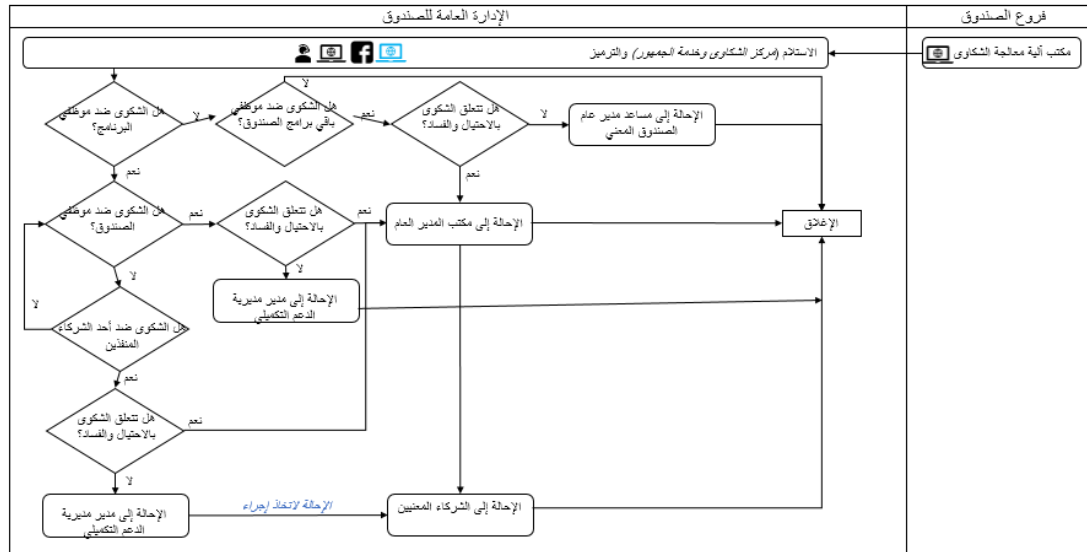 الإدارة العامة للصندوق
فروع الصندوق
الاستلام (مركز الشكاوى وخدمة الجمهور) والترميز
مكتب ألية معالجة الشكاوى
هل الشكوى ضد موظفي
البرنامج؟
لا
هل الشكوى ضد موظفي
باقي برامج الصندوق؟
لا
نعم
هل تتعلق الشكوى
بالاحتيال والفساد؟
لا
الإحالة إلى مساعد مدير عام
الصندوق المعني
نعم
نعم
هل الشكوى ضد موظفي
الصندوق؟
نعم
هل تتعلق الشكوى
بالاحتيال والفساد؟
نعم
الإحالة إلى مكتب المدير العام
الإغلاق
لا
لا
الإحالة إلى مدير مديرية
الدعم التكميلي
لا
هل الشكوى ضد أحد الشركاء
المنفذين
نعم
هل تتعلق الشكوى
بالاحتيال والفساد؟
نعم
لا
الإحالة إلى مدير مديرية
الدعم التكميلي
الإحالة لاتخاذ إجراء
الإحالة إلى الشركاء المعنيين